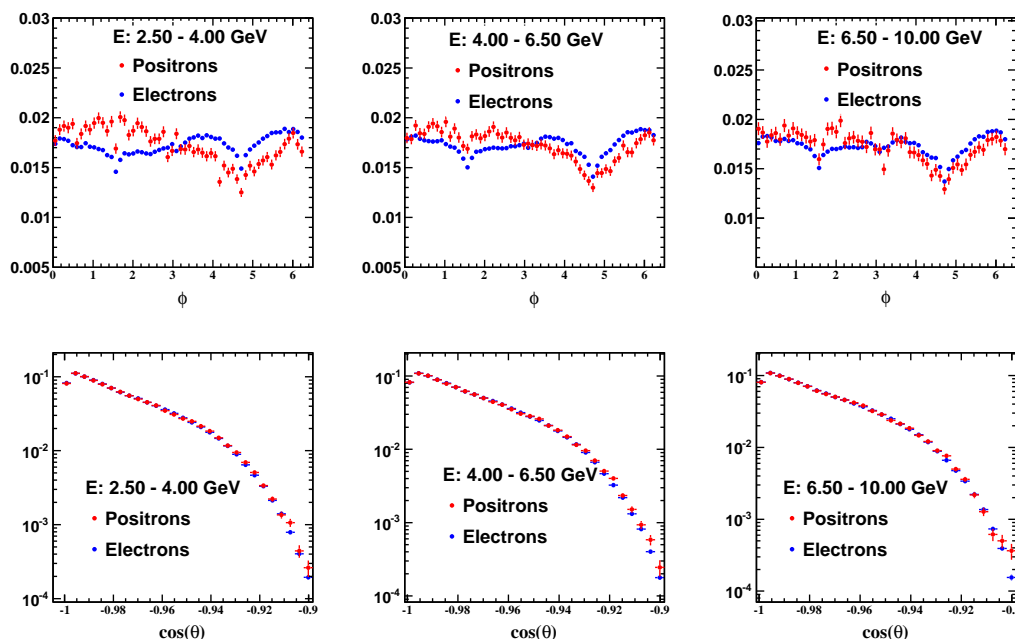 0.03
0.025
0.02
0.015
0.01
0.005
E: 2.50 - 4.00 GeV
Positrons
Electrons
0 1 2 3 4 5 6
ϕ
0.03
0.025
0.02
0.015
0.01
0.005
E: 4.00 - 6.50 GeV
Positrons
Electrons
0 1 2 3 4 5 6
ϕ
0.03
0.025
0.02
0.015
0.01
E: 6.50 - 10.00 GeV
Positrons
Electrons
0 1 2 3 4 5 6
ϕ
10-1
10-2
10-3
10-4
E: 2.50 - 4.00 GeV
Positrons
Electrons
-1 -0.98 -0.96 -0.94 -0.92 -0.9
cos(θ)
10-1
10-2
10-3
10-4
E: 4.00 - 6.50 GeV
Positrons
Electrons
-1 -0.98 -0.96 -0.94 -0.92 -0.9
cos(θ)
10-1
10-2
10-3
10-4
E: 6.50 - 10.00 GeV
Positrons
Electrons
-1 -0.98 -0.96 -0.94 -0.92
cos(θ)